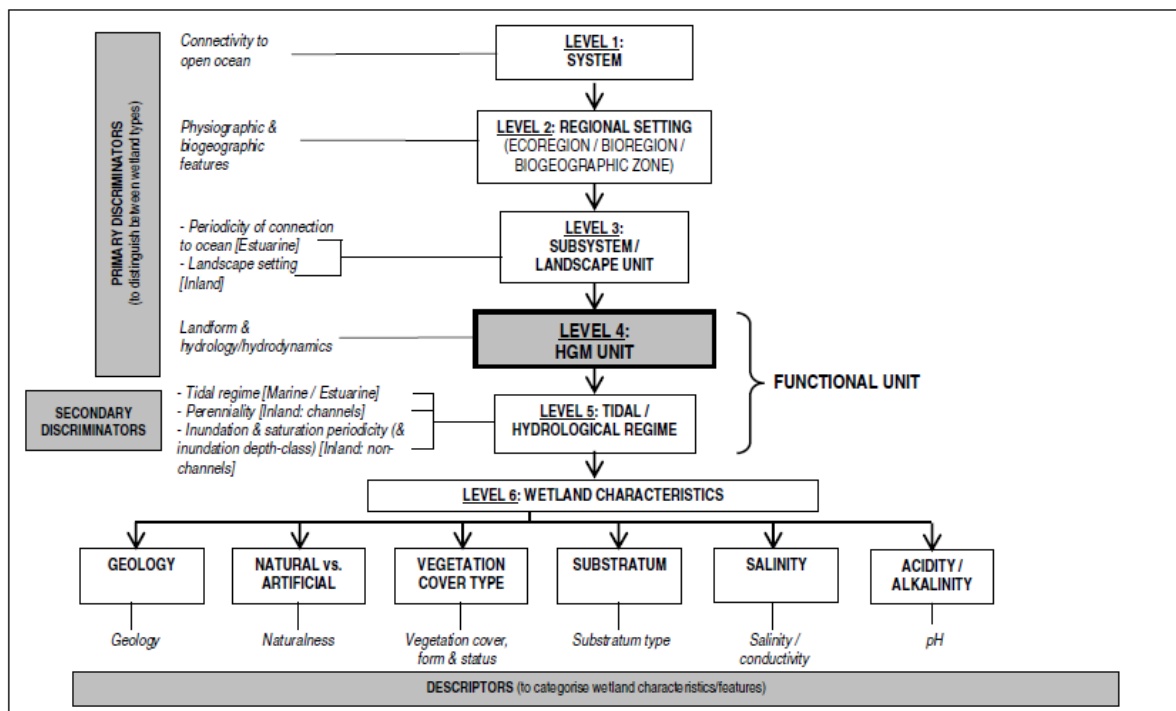 PRIMARY DISCRIMINATORS
(to distinguish between wetland types)
Connectivity to
open ocean
LEVEL 1:
SYSTEM
Physiographic &
biogeographic
features
LEVEL 2: REGIONAL SETTING
(ECOREGION / BIOREGION /
BIOGEOGRAPHIC ZONE)
- Periodicity of connection
to ocean [Estuarine]
- Landscape setting
[Inland]
LEVEL 3:
SUBSYSTEM /
LANDSCAPE UNIT
Landform &
hydrology/hydrodynamics
LEVEL 4:
HGM UNIT
FUNCTIONAL UNIT
SECONDARY
DISCRIMINATORS
- Tidal regime [Marine / Estuarine]
- Perenniality [Inland: channels]
- Inundation & saturation periodicity (&
inundation depth-class) [Inland: non-
channels]
LEVEL 5: TIDAL /
HYDROLOGICAL REGIME
LEVEL 6: WETLAND CHARACTERISTICS
GEOLOGY
NATURAL vs.
ARTIFICIAL
VEGETATION
COVER TYPE
SUBSTRATUM
SALINITY
ACIDITY /
ALKALINITY
Geology
Naturalness
Vegetation cover,
form & status
Substratum type
Salinity /
conductivity
pH
DESCRIPTORS (to categorise wetland characteristics/features)